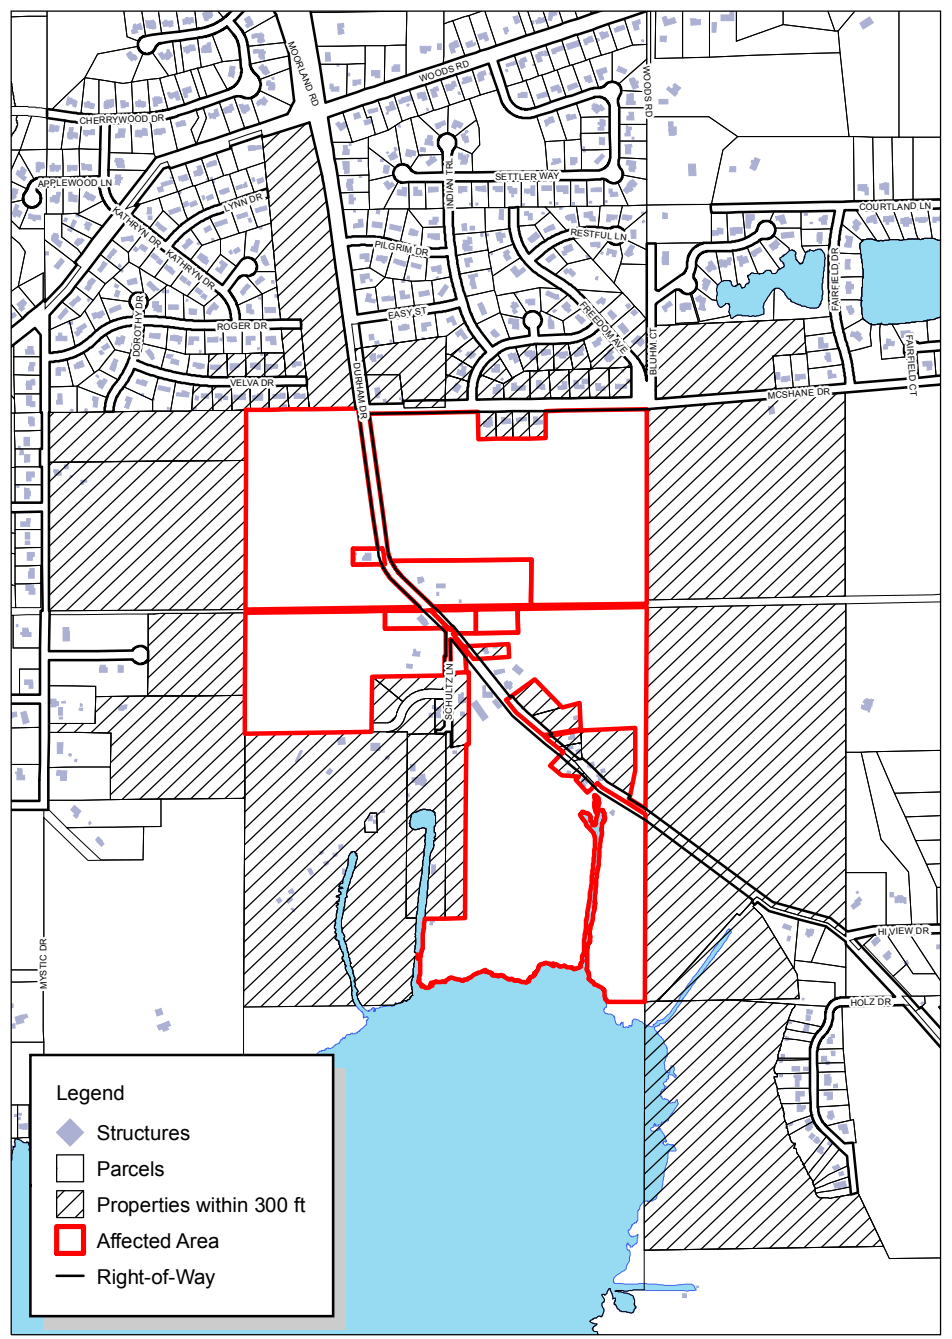 MOORLAND RD
WOODS RD
WOODS RD
CHERRYWOOD DR
INDIAN TRL
SETTLER WAY
APPLEWOOD LN
LYNN DR
COURTLAND LN
KATHRYN DR
KATHRYN DR
PILGRIM DR
RESTFUL LN
FAIRFIELD DR
DOROTHY DR
ROGER DR
EASY ST
FREEDOM AVE
BLUHM CT
FAIRFIELD CT
VELVA DR
DURHAM DR
MCSHANE DR
SCHULTZ LN
MYSTIC DR
HI VIEW DR
HOLZ DR
Legend
Structures
Parcels
Properties within 300 ft
Affected Area
Right-of-Way